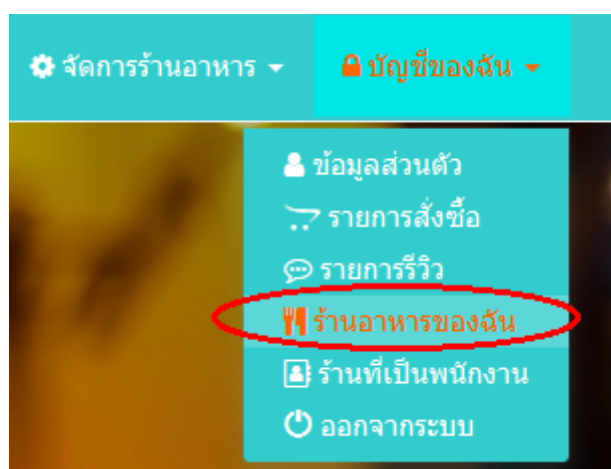 จัดการร้านอาหาร บัญชีของฉัน
ข้อมูลส่วนตัว
รายการสั่งซื้อ
รายการรีวิว
ร้านอาหารของฉัน
ร้านที่เป็นพนักงาน
ออกจากระบบ